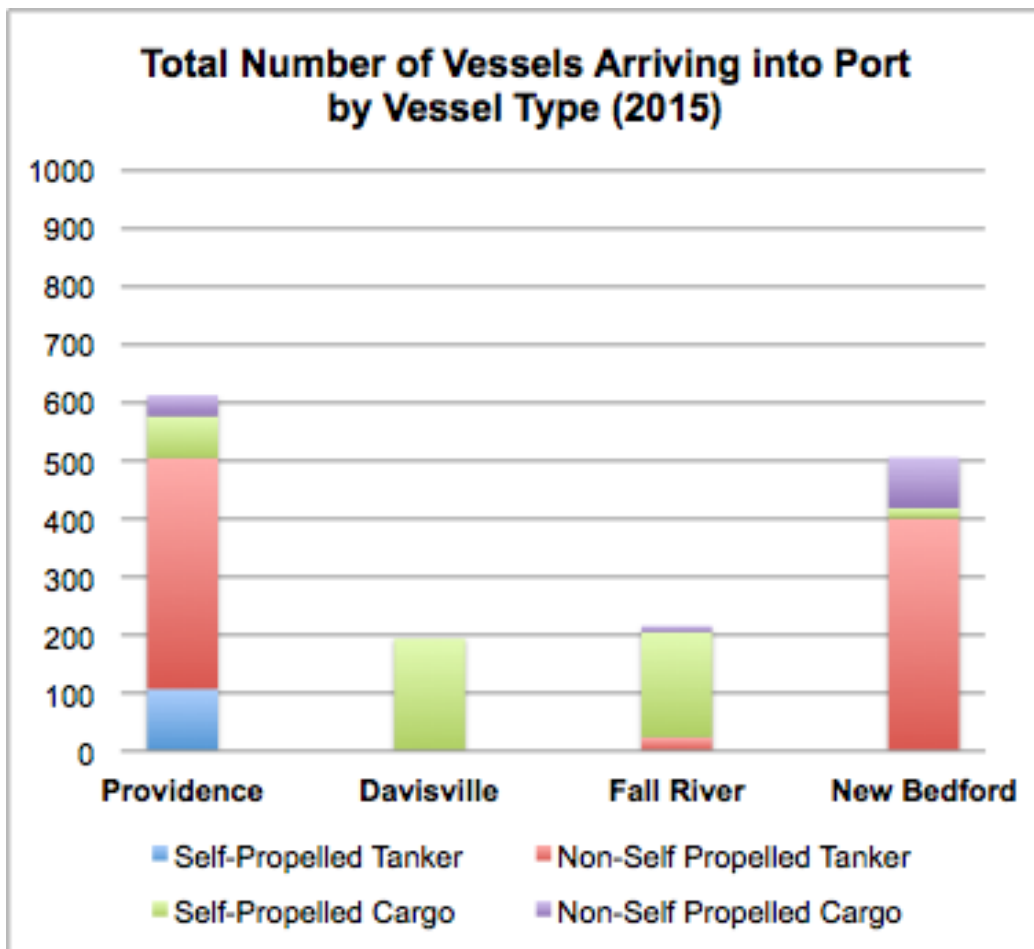 Total Number of Vessels Arriving into Port
by Vessel Type (2015)
1000
900
800
700
600
500
400
300
200
100
0
Providence Davisville Fall River New Bedford
Self-Propelled Tanker Non-Self Propelled Tanker
Self-Propelled Cargo Non-Self Propelled Cargo